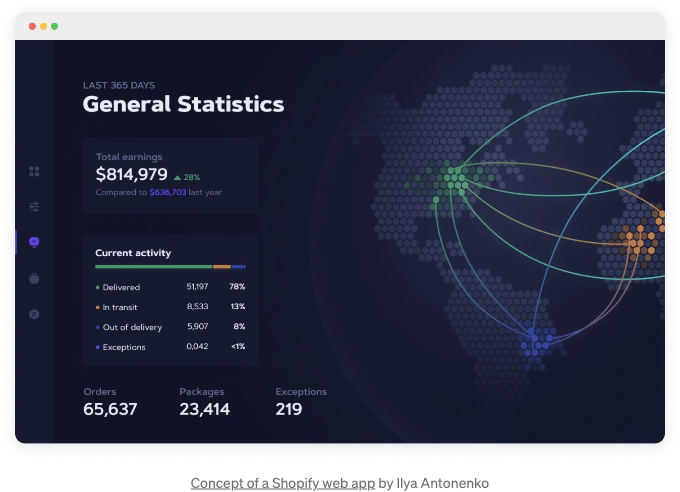 LAST 365 DAYS
General Statistics
Total earnings
$814,979 28%
Compared to $636,703 last year
Current activity
Delivered 51,197 78%
In transit 8,533 13%
Out of delivery 5,907 8%
Exceptions 0,042 <1%
Orders Packages Exceptions
65,637 23,414 219
Concept of a Shopify web app by Ilya Antonenko